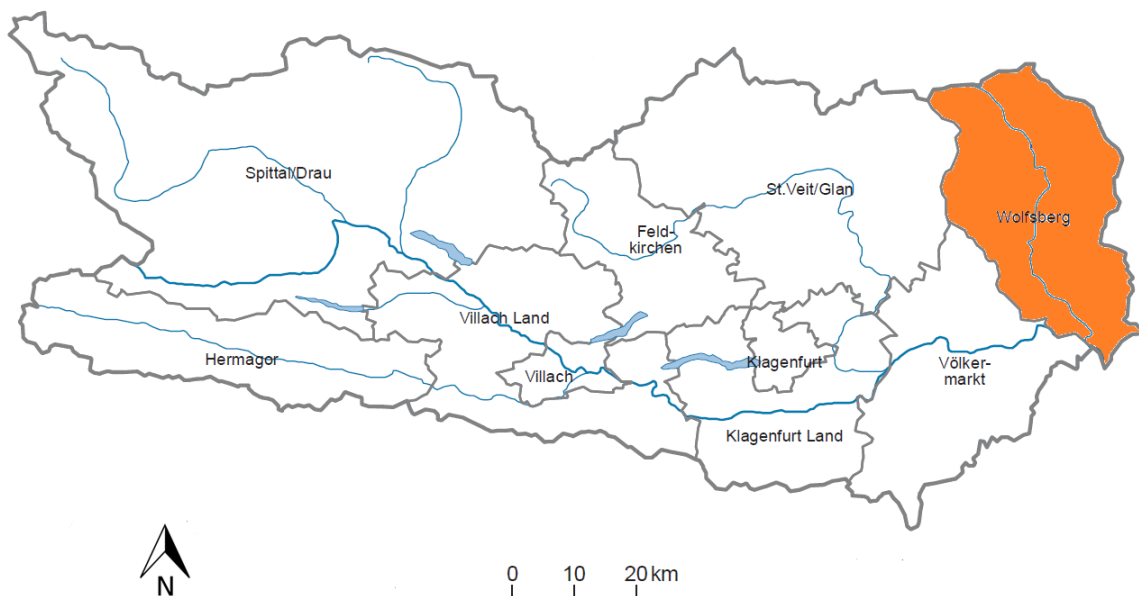 Spittal/Drau
St.Veit/Glan
Wolfsberg
Feld-
kirchen
Villach Land
Hermagor
Villach
Klagenfurt
Völker-
markt
Klagenfurt Land
N
0 10 20 km